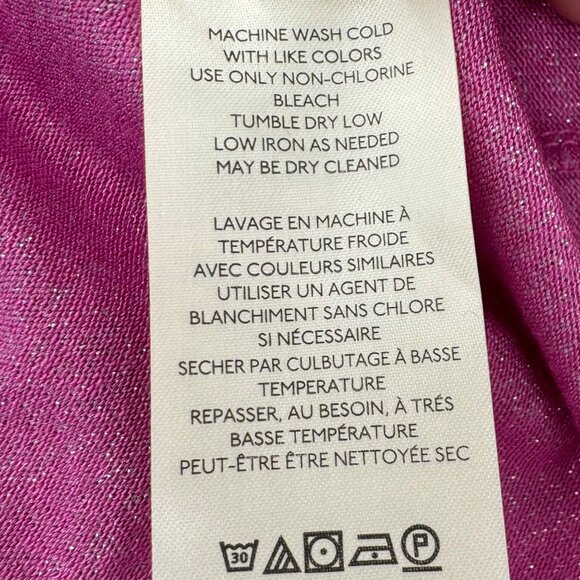 MACHINE WASH COLD
WITH LIKE COLORS
USE ONLY NON-CHLORINE
BLEACH
TUMBLE DRY LOW
LOW IRON AS NEEDED
MAY BE DRY CLEANED
LAVAGE EN MACHINE À
TEMPÉRATURE FROIDE
AVEC COULEURS SIMILAIRES
UTILISER UN AGENT DE
BLANCHIMENT SANS CHLORE
SI NÉCESSAIRE
SECHER PAR CULBUTAGE À BASSE
TEMPERATURE
REPASSER, AU BESOIN, À TRÉS
BASSE TEMPÉRATURE
PEUT-ÊTRE ÊTRE NETTOYÉE SEC
30 P